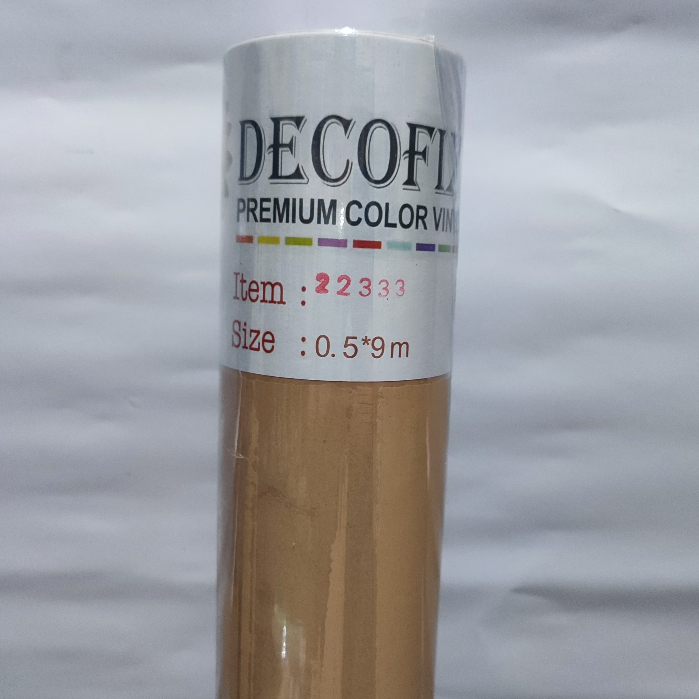 DECOFI
PREMIUM COLOR VIN
Item : 22333
Size : 0.5*9m